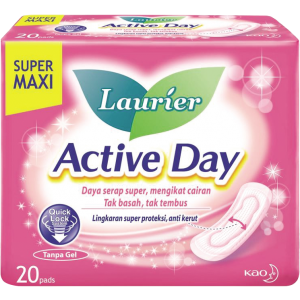 20 pads
SUPER
MAXI
Laurier
Active Day
Daya serap super, mengikat cairan
Tak basah, tak tembus
Lingkaran super proteksi, anti kerut
Quick
Lock
Tanpa Gel
20 pads
Kao